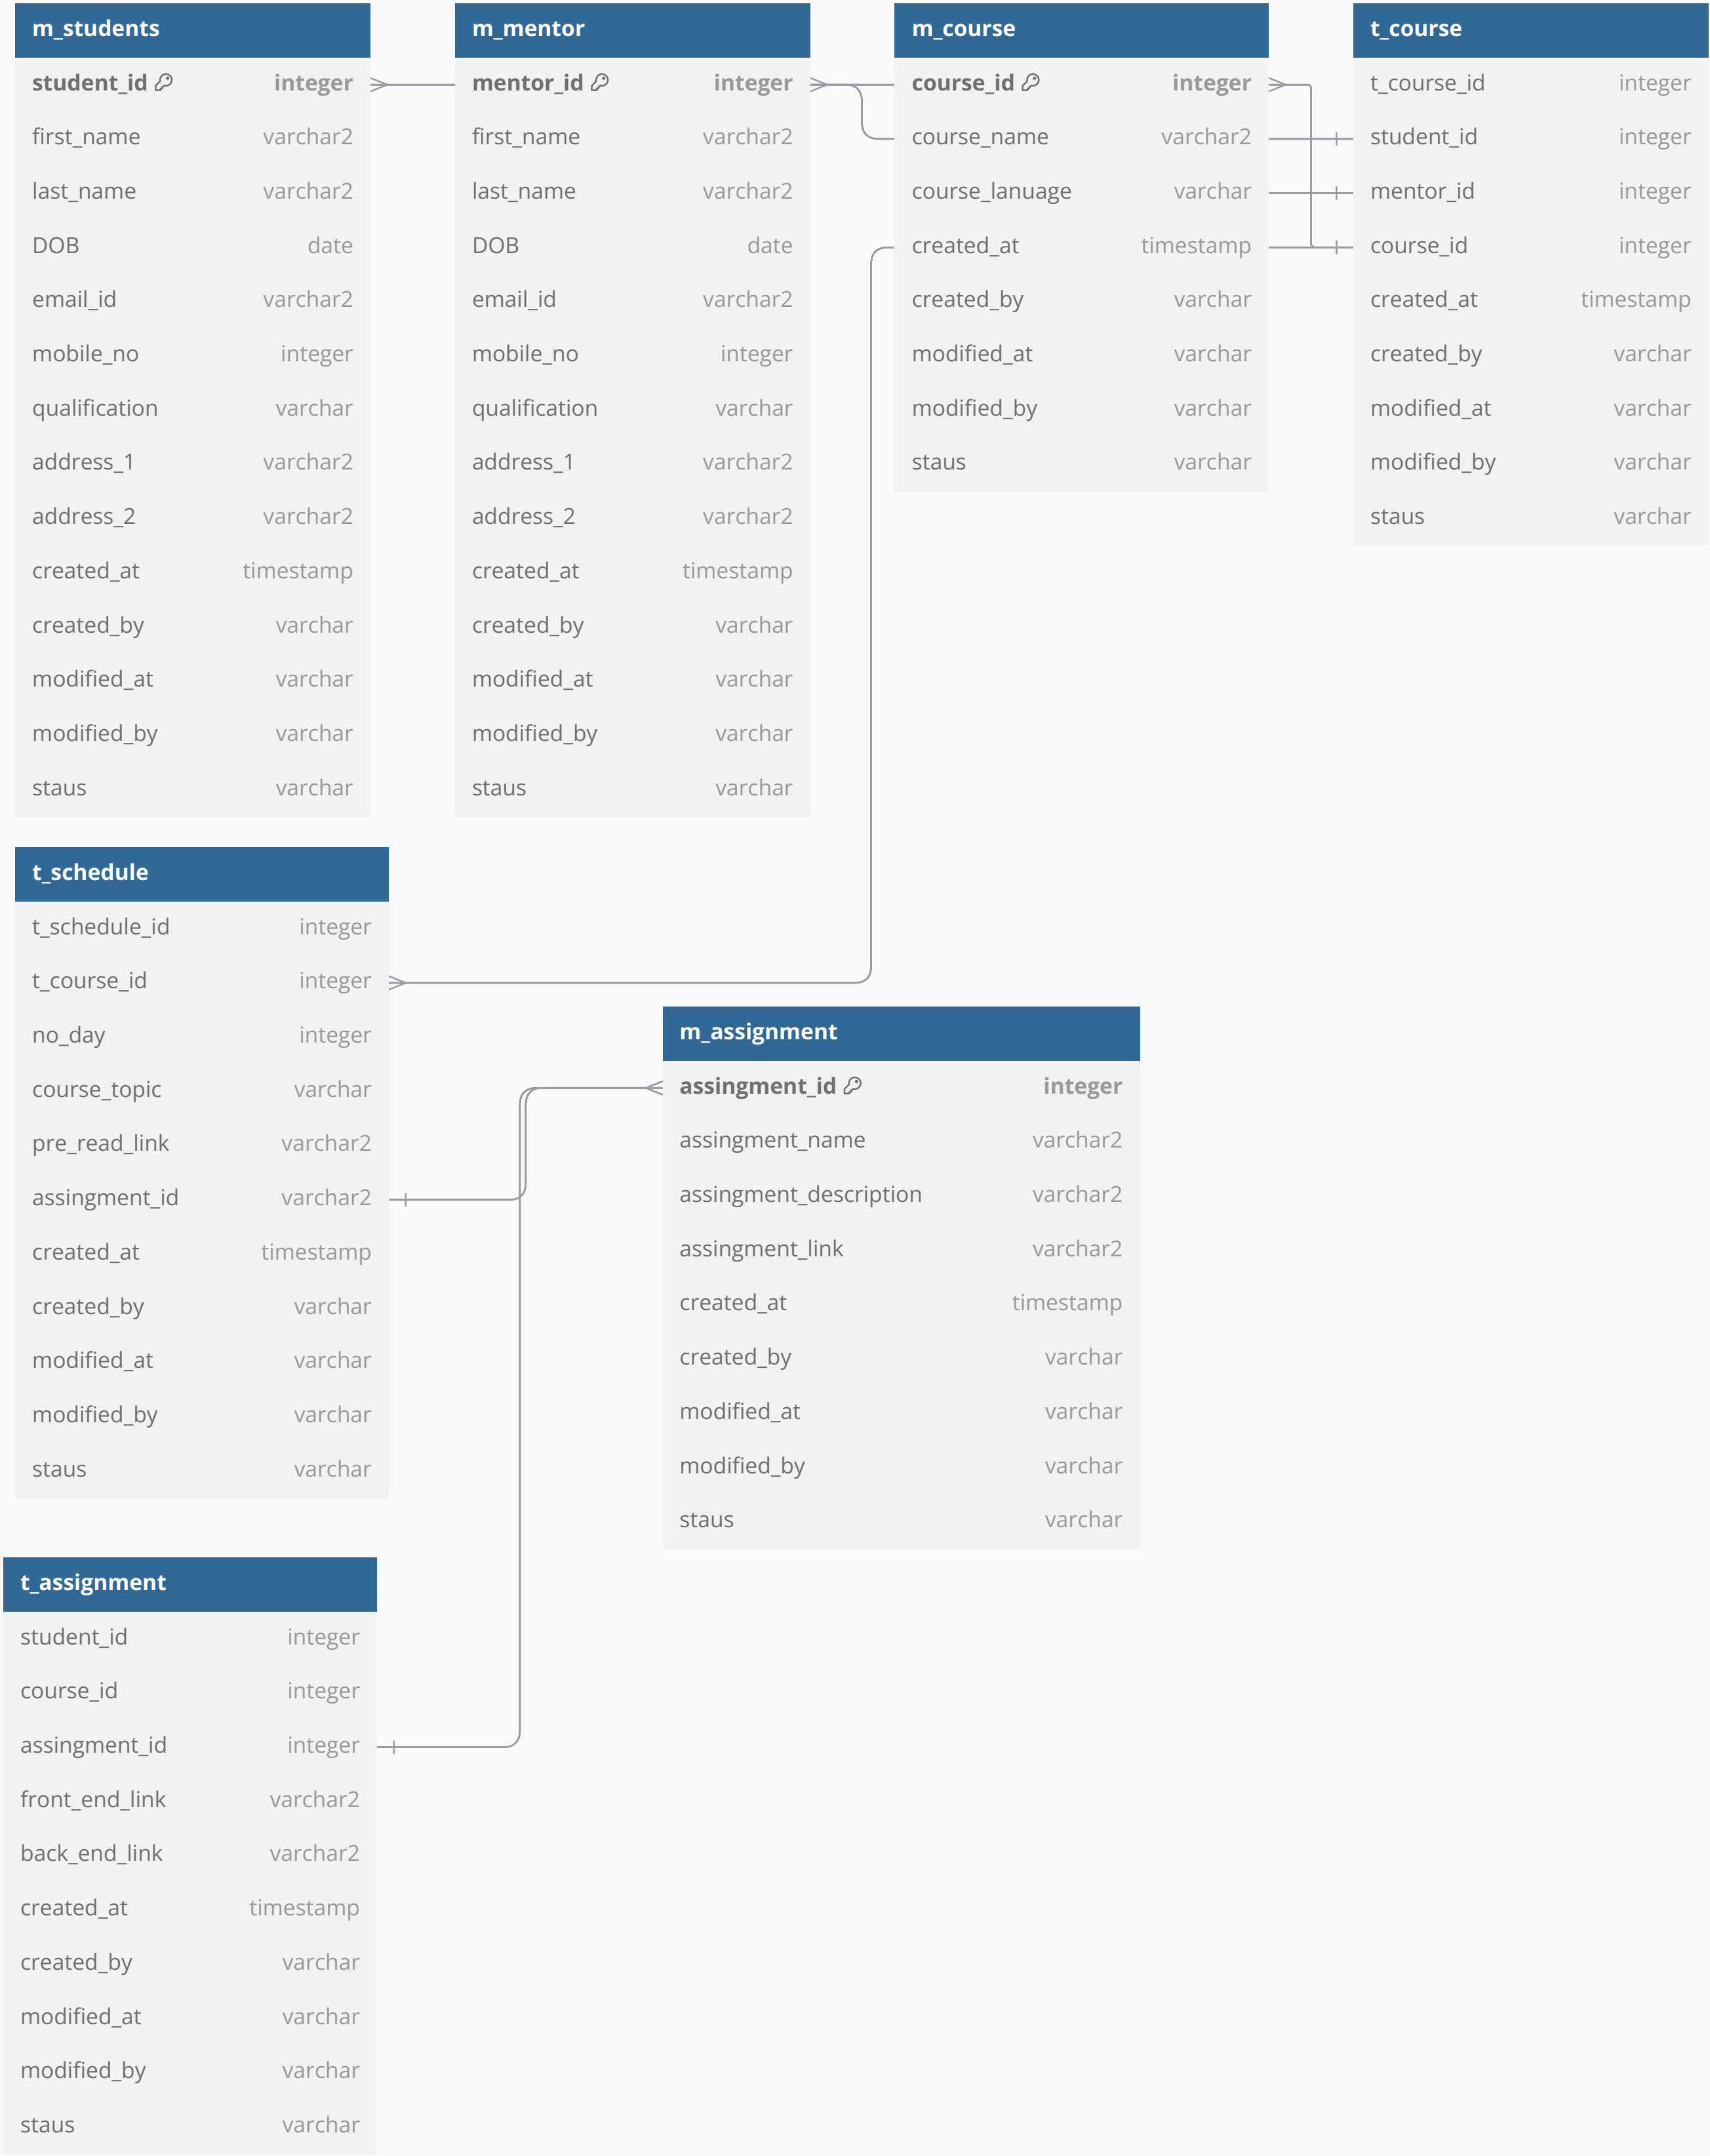 m_students
student_id integer
first_name varchar2
last_name varchar2
DOB date
email_id varchar2
mobile_no integer
qualification varchar
address_1 varchar2
address_2 varchar2
created_at timestamp
created_by varchar
modified_at varchar
modified_by varchar
staus varchar
m_mentor
mentor_id integer
first_name varchar2
last_name varchar2
DOB date
email_id varchar2
mobile_no integer
qualification varchar
address_1 varchar2
address_2 varchar2
created_at timestamp
created_by varchar
modified_at varchar
modified_by varchar
staus varchar
m_course
course_id integer
course_name varchar2
course_lanuage varchar
created_at timestamp
created_by varchar
modified_at varchar
modified_by varchar
staus varchar
t_course
t_course_id integer
student_id integer
mentor_id integer
course_id integer
created_at timestamp
created_by varchar
modified_at varchar
modified_by varchar
staus varchar
t_schedule
t_schedule_id integer
t_course_id integer
no_day integer
course_topic varchar
pre_read_link varchar2
assingment_id varchar2
created_at timestamp
created_by varchar
modified_at varchar
modified_by varchar
staus varchar
m_assignment
assingment_id integer
assingment_name varchar2
assingment_description varchar2
assingment_link varchar2
created_at timestamp
created_by varchar
modified_at varchar
modified_by varchar
staus varchar
t_assignment
student_id integer
course_id integer
assingment_id integer
front_end_link varchar2
back_end_link varchar2
created_at timestamp
created_by varchar
modified_at varchar
modified_by varchar
staus varchar